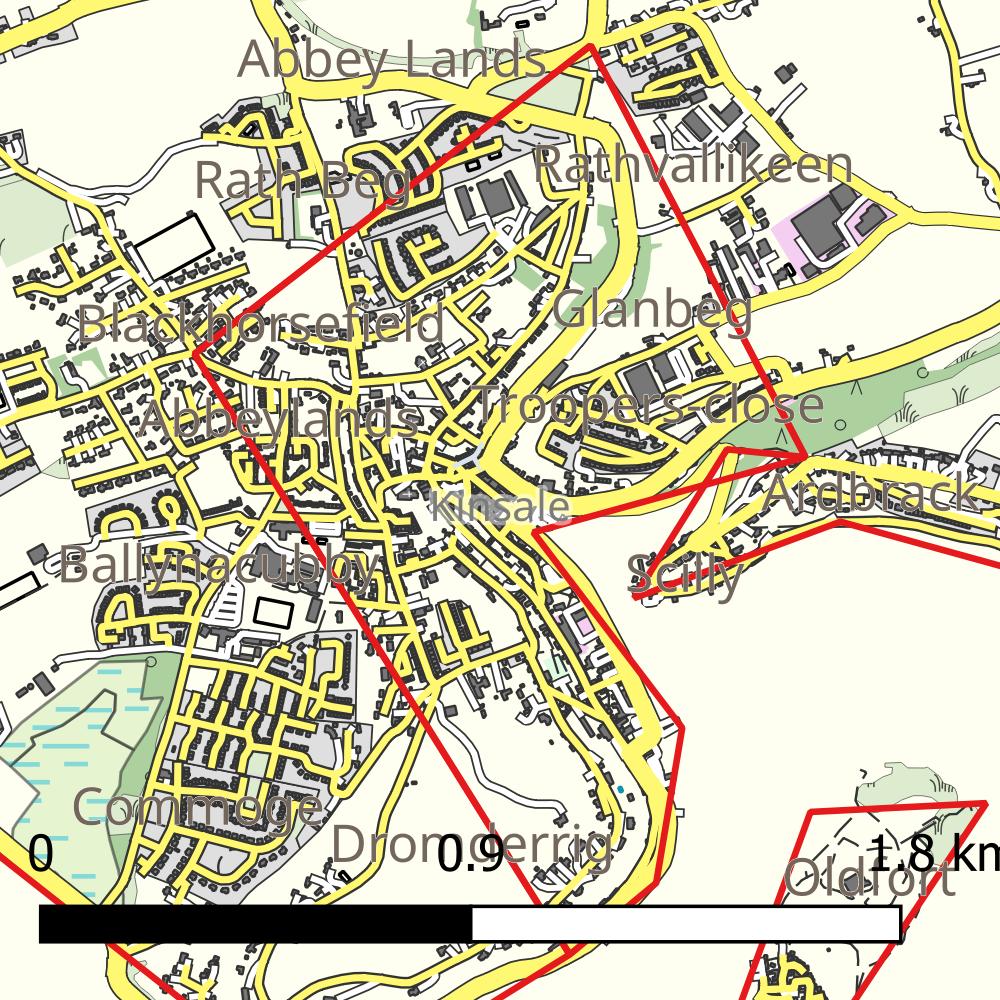 Abbey Lands
Rathvallikeen
Rath Beg
Glanbeg
Blackhorsefield
Troopers-close
Abbeylands
Ardbrack
Kinsale
Ballynacubby
Scilly
Commoge
Dromderrig
Oldfort
0 0.9 1.8 km